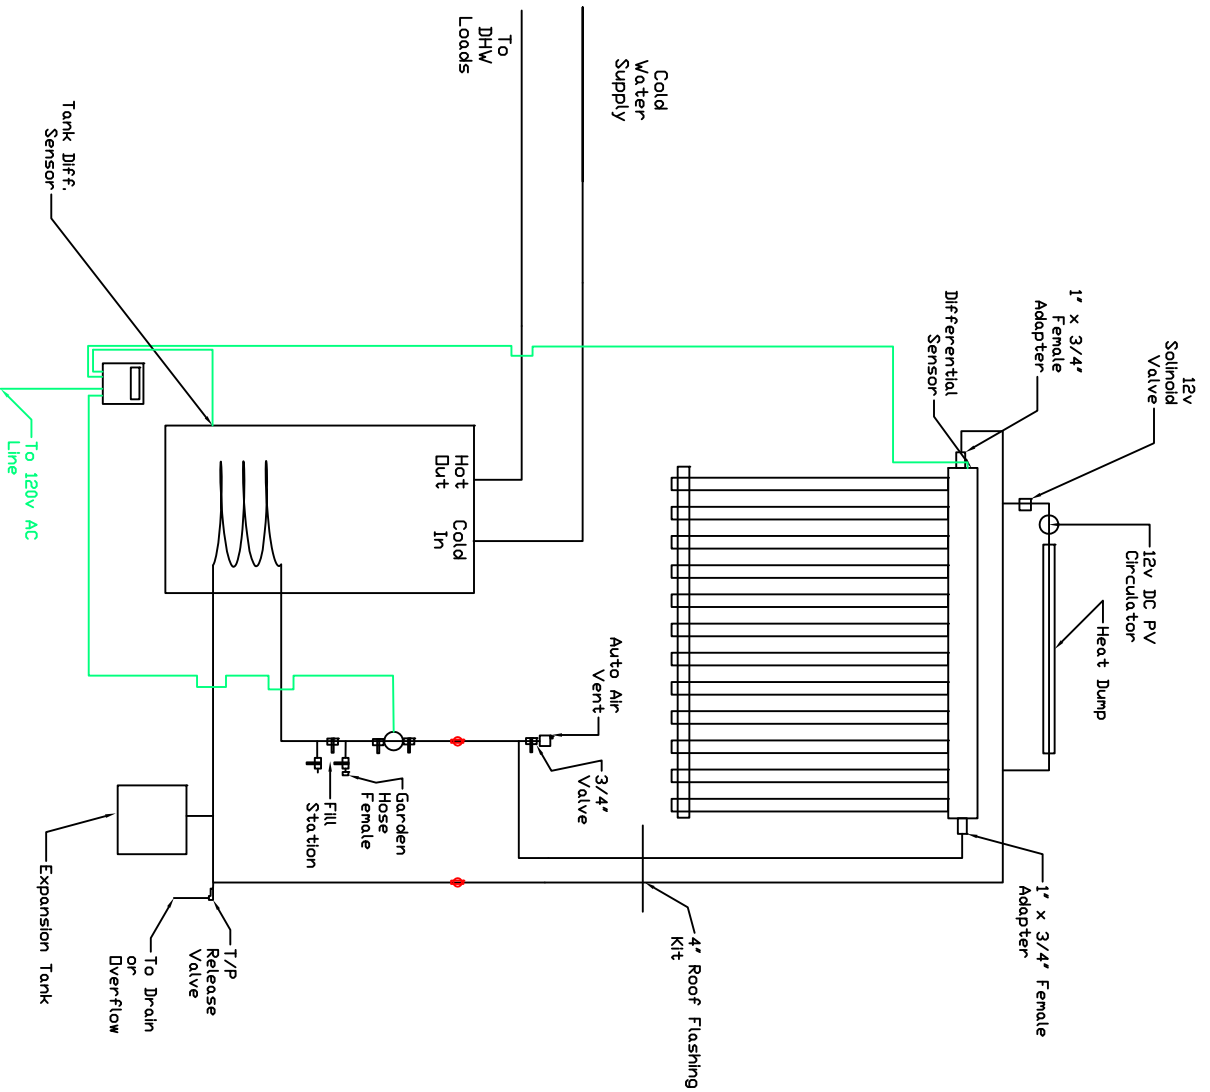 12v
Solinoid
Valve
12v DC PV
Circulator
Heat Dump
1" x 3/4"
Female
Adapter
1" x 3/4" Female
Adapter
Differential
Sensor
4" Roof Flashing
Kit
Cold
Water
Supply
Auto Air
Vent
3/4"
Valve
To
DHW
Loads
Hot
Out
Cold
In
Garden
Hose
Female
Fill
Station
T/P
Release
Valve
To Drain
or
Overflow
Tank Diff.
Sensor
Expansion Tank
To 120v AC
Line